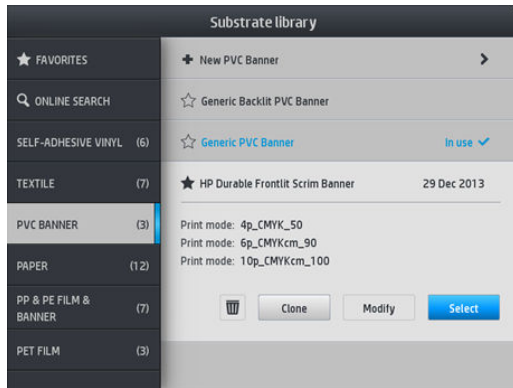 Substrate library
FAVORITES
ONLINE SEARCH
SELF-ADHESIVE VINYL (6)
TEXTILE (7)
PVC BANNER (3)
PAPER (12)
PP & PE FILM &
BANNER (7)
PET FILM (3)
New PVC Banner
Generic Backlit PVC Banner
Generic PVC Banner In use
HP Durable Frontlit Scrim Banner 29 Dec 2013
Print mode: 4p_CMYK_50
Print mode: 6p_CMYKcm_90
Print mode: 10p_CMYKcm_100
Clone Modify Select